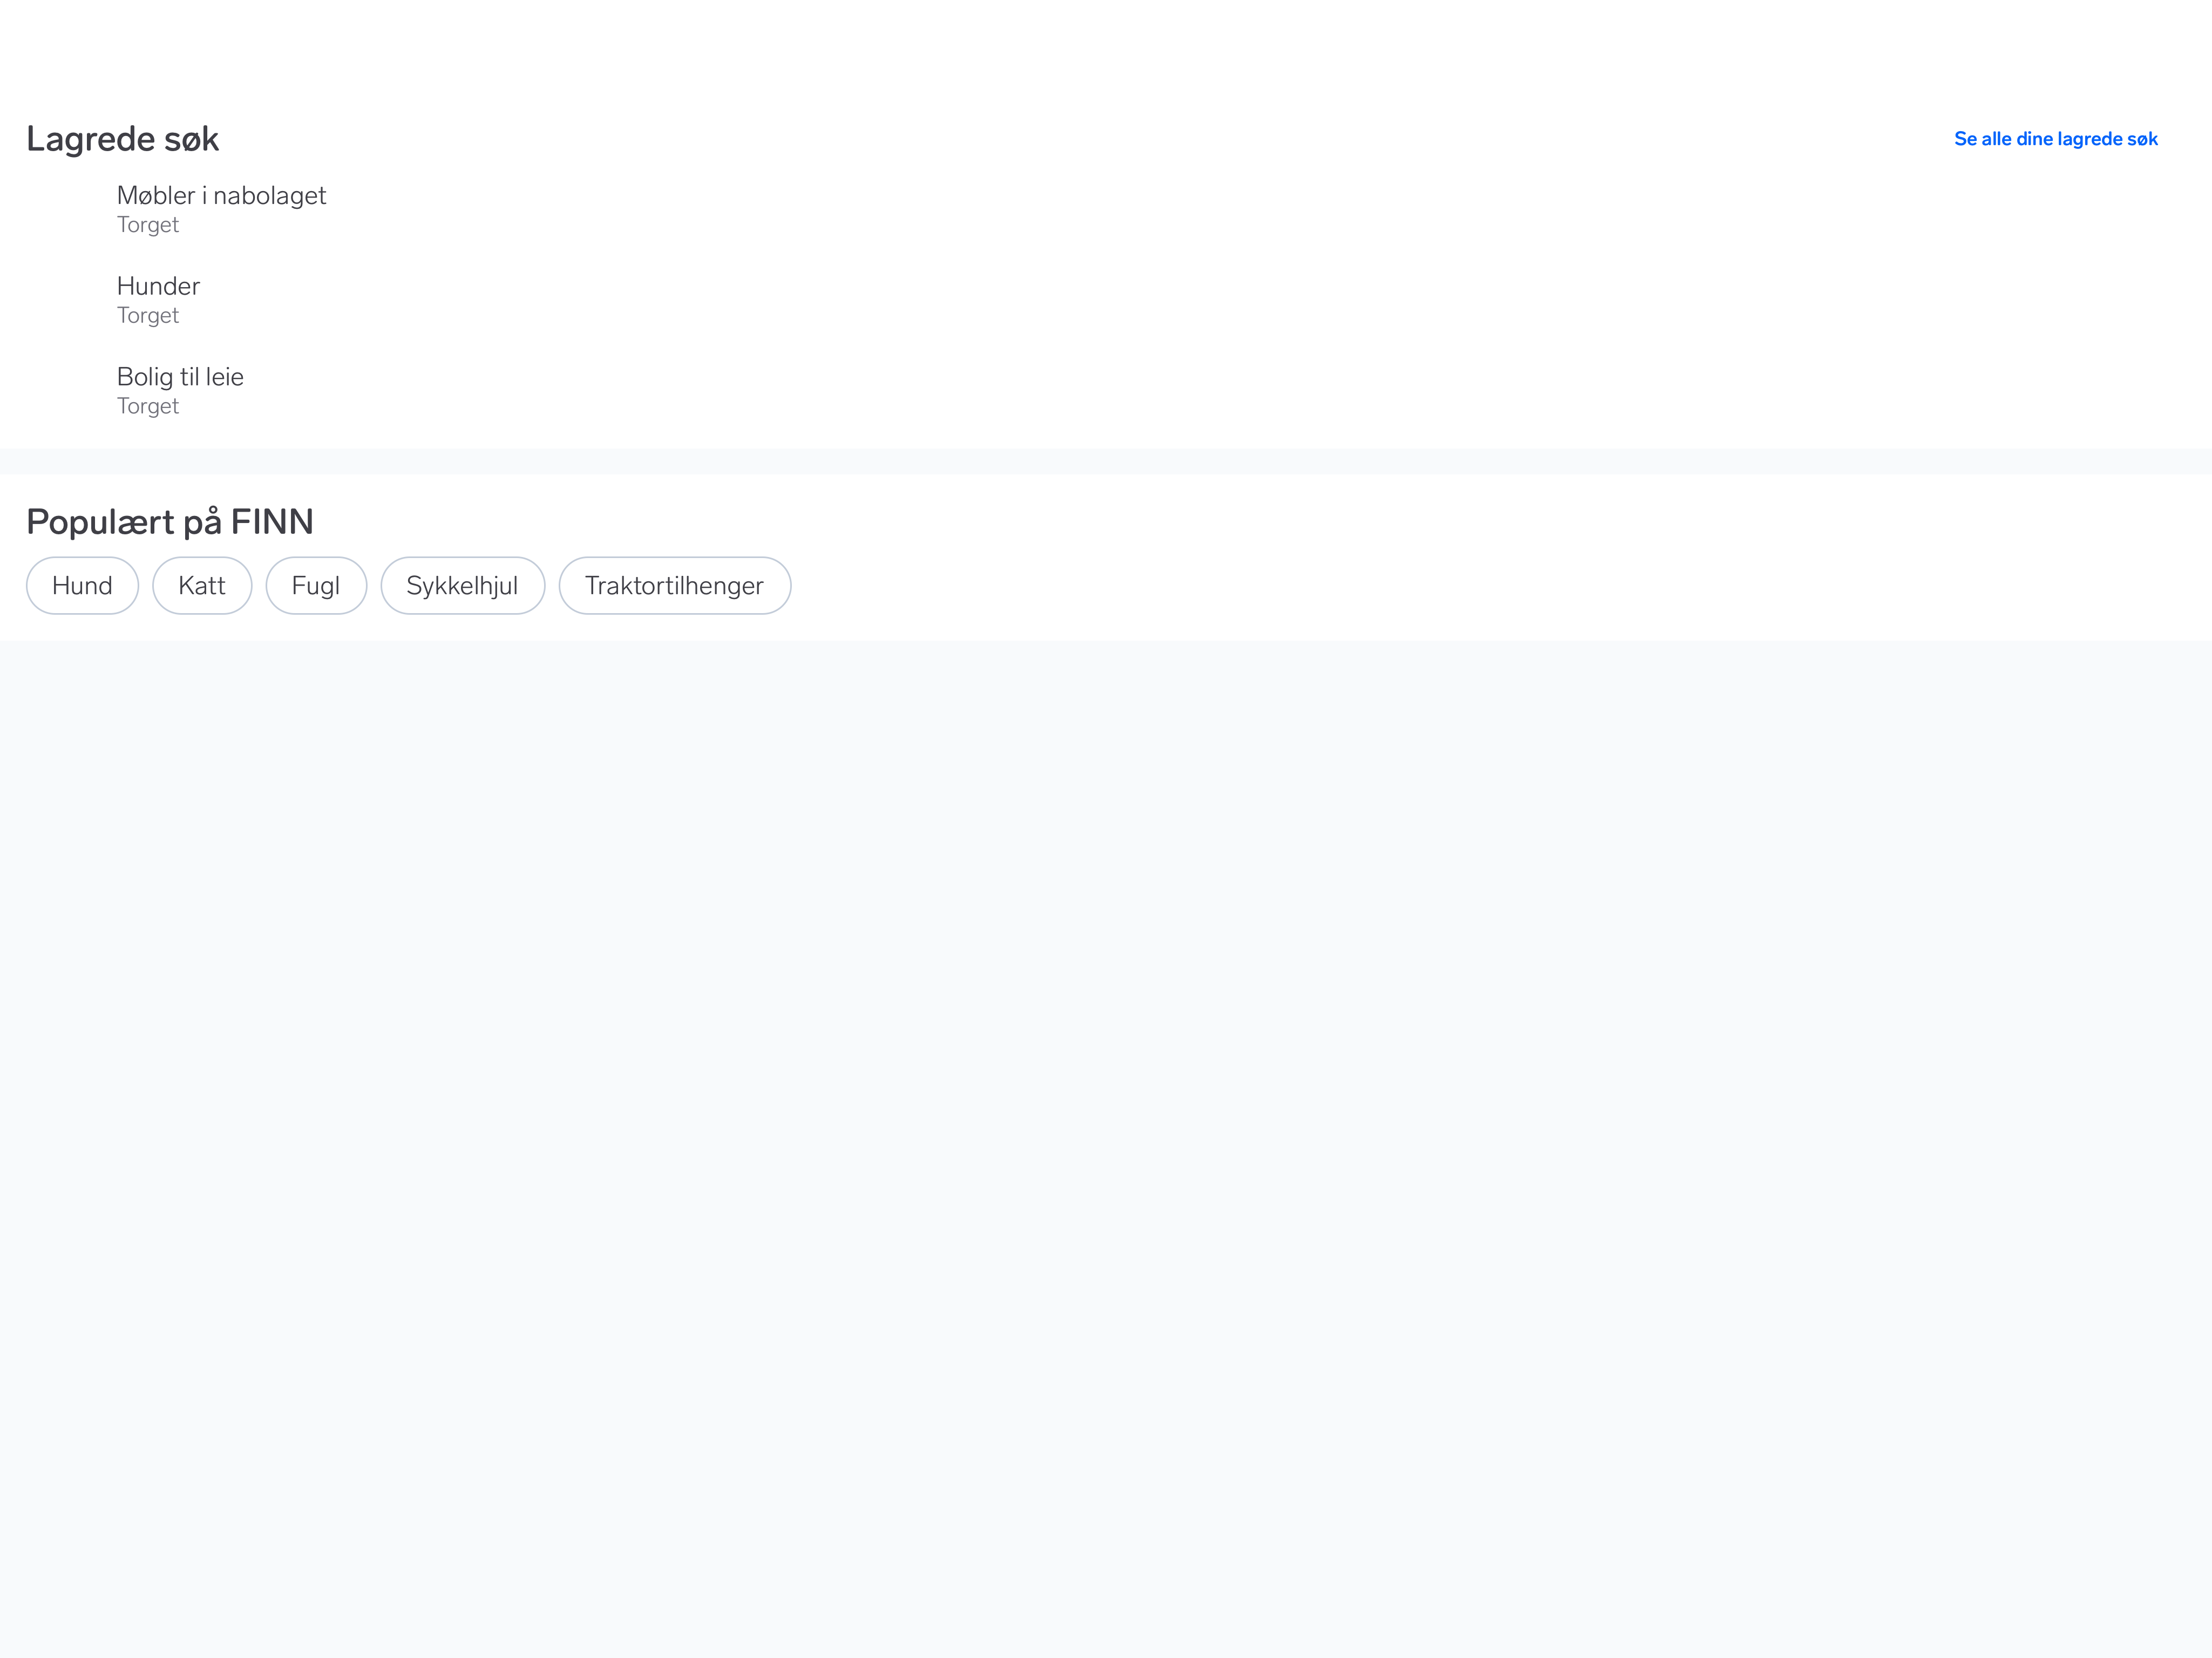 Lagrede søk
Se alle dine lagrede søk
Møbler i nabolaget
Torget
Hunder
Torget
Bolig til leie
Torget
Populært på FINN
Hund
Katt
Fugl
Sykkelhjul
Traktortilhenger